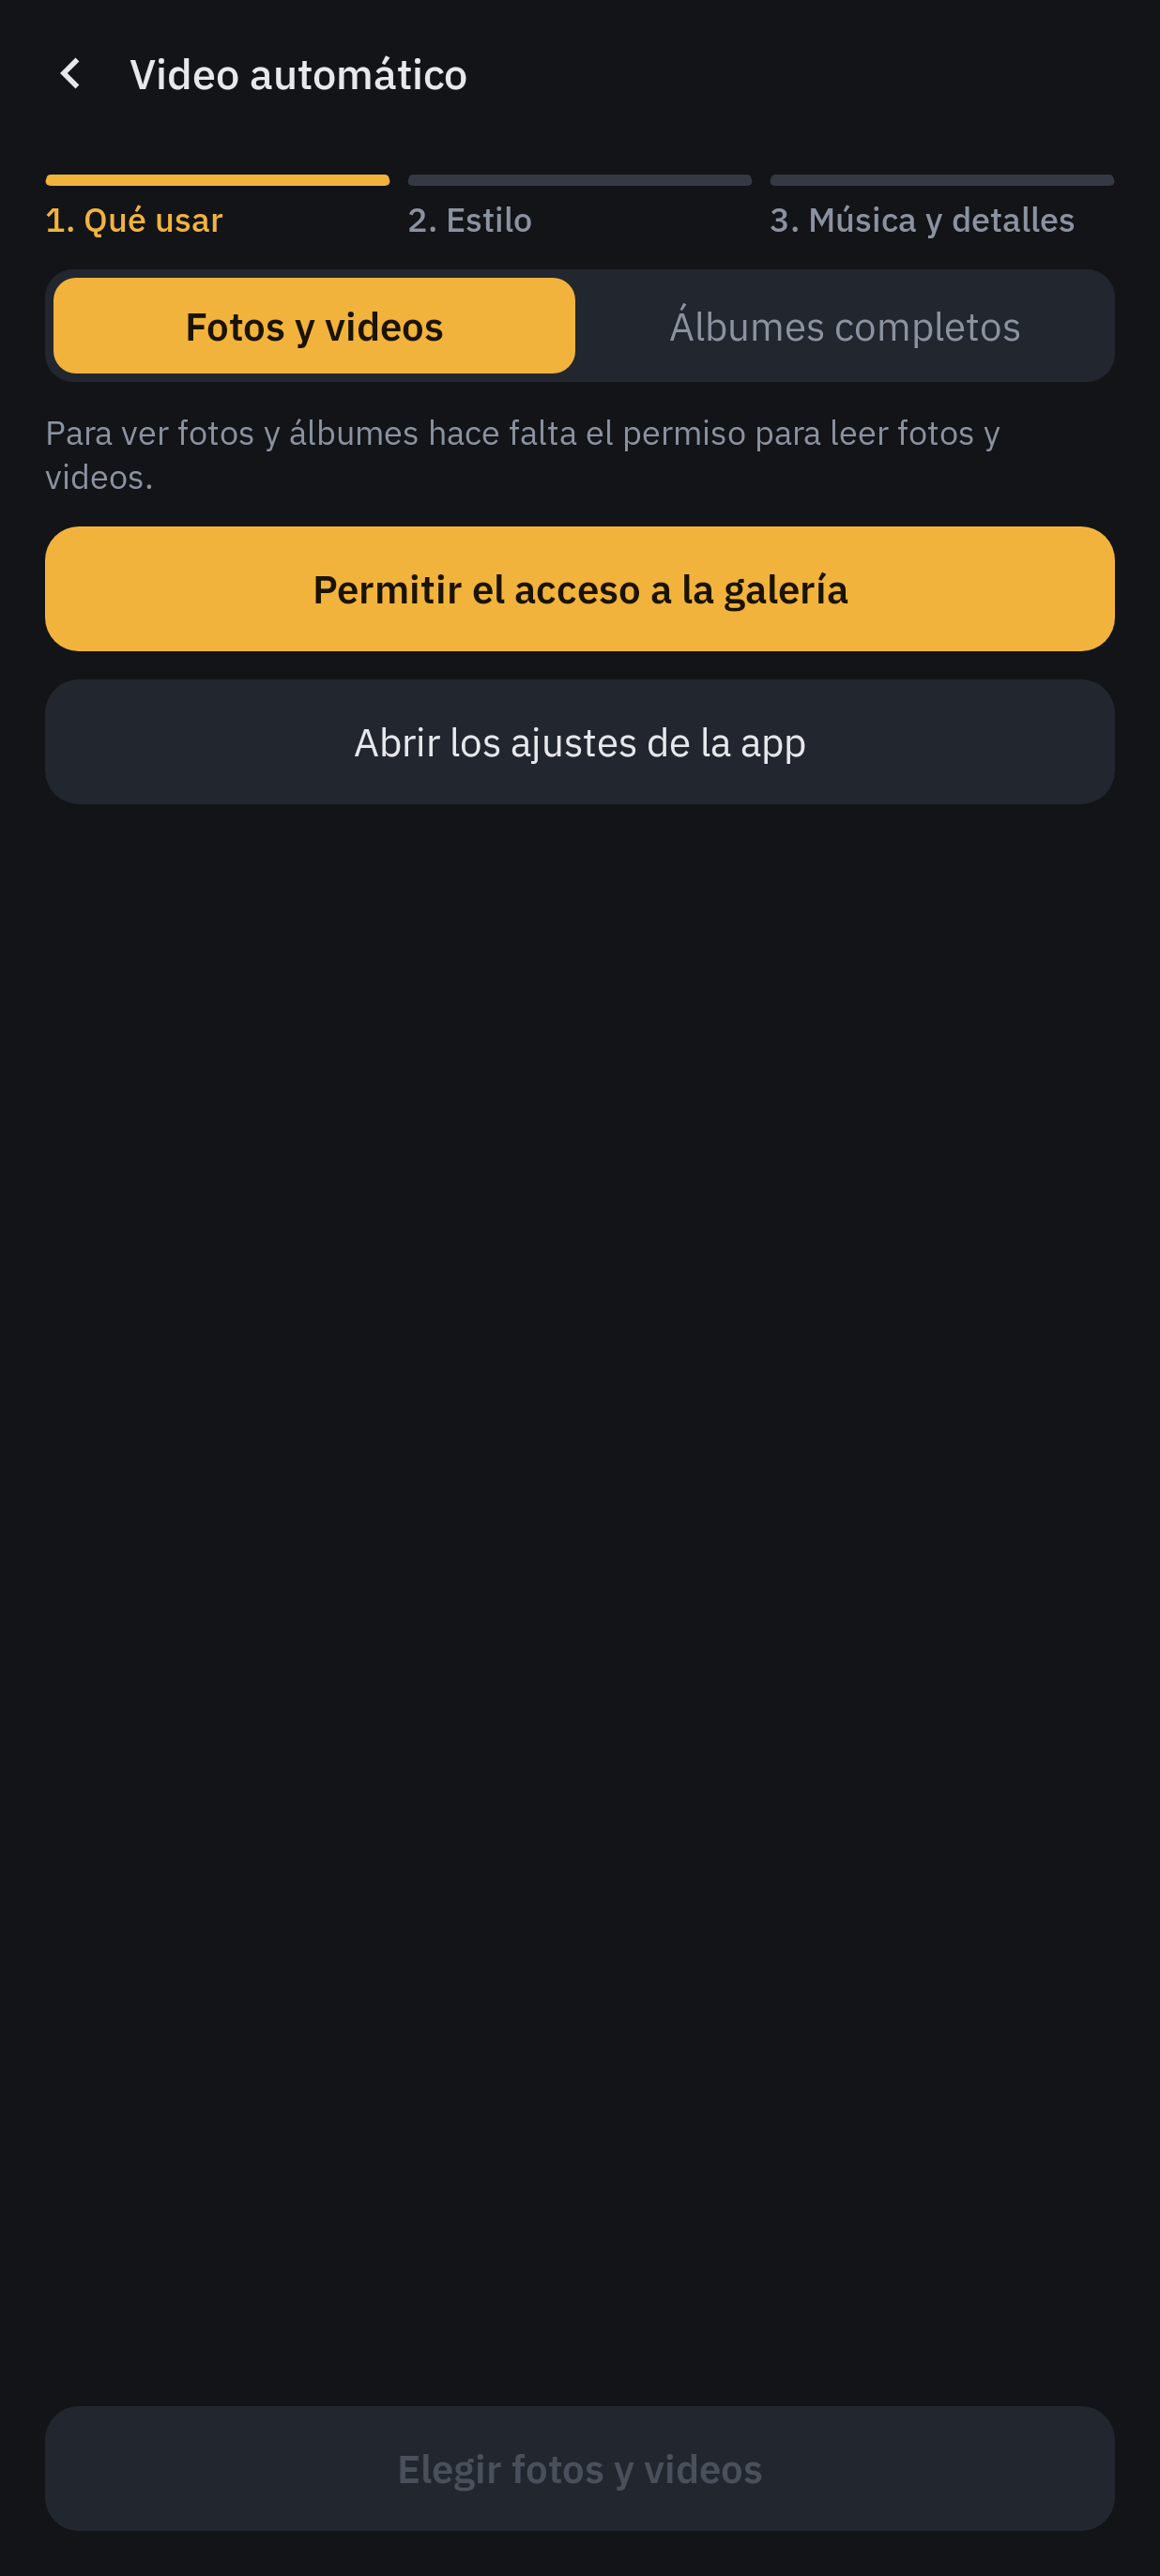 Video automático
1. Qué usar
2. Estilo
3. Música y detalles
Fotos y videos
Álbumes completos
Para ver fotos y álbumes hace falta el permiso para leer fotos y
videos.
Permitir el acceso a la galería
Abrir los ajustes de la app
Elegir fotos y videos